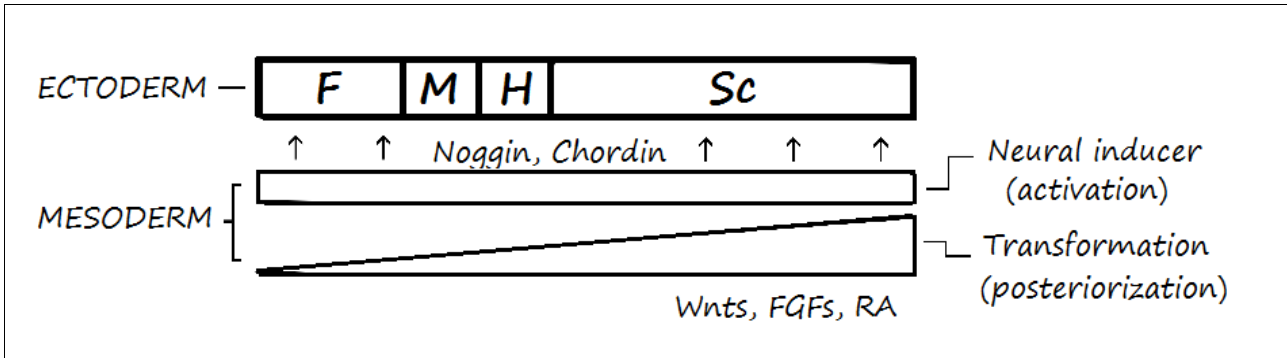 ECTODERM
F M H Sc
Noggin, Chordin
Neural inducer
(activation)
MESODERM
Transformation
(posteriorization)
Wnts, FGFs, RA